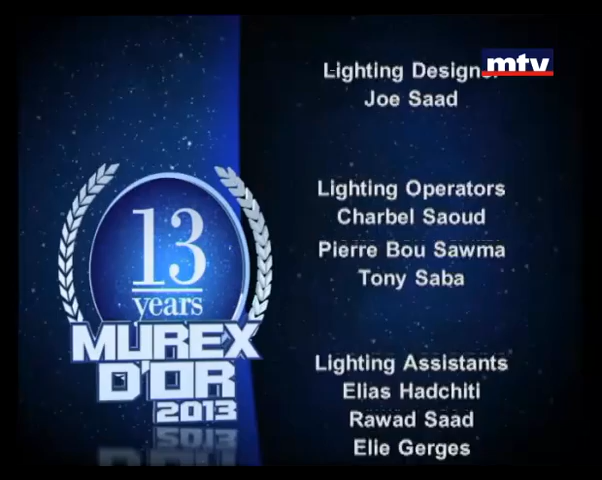 mtv
Lighting Designer
Joe Saad
Lighting Operators
Charbel Saoud
Pierre Bou Sawma
Tony Saba
Lighting Assistants
Elias Hadchiti
Rawad Saad
Elie Gerges
13
years
MUREX
D'OR
2013